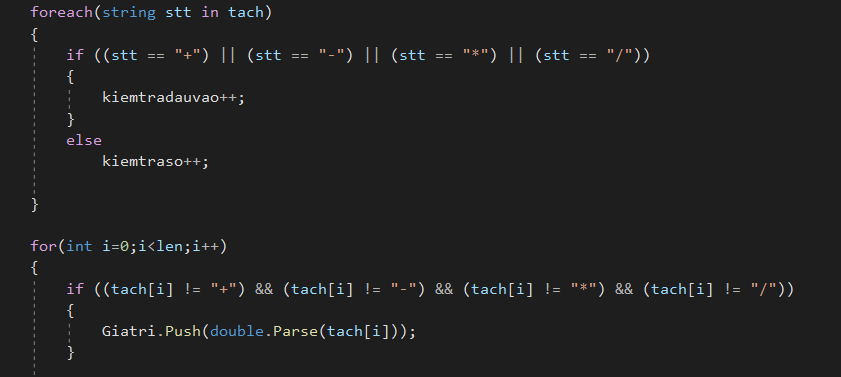 foreach(string stt in tach)
{
if ((stt == "+") || (stt == "-") || (stt == "*") || (stt == "/"))
{
kiemtradauvao++;
}
else
kiemtraso++;
}
for(int i=0;i<len;i++)
{
if ((tach[i] != "+") && (tach[i] != "-") && (tach[i] != "*") && (tach[i] != "/"))
{
Giatri.Push(double.Parse(tach[i]));
}